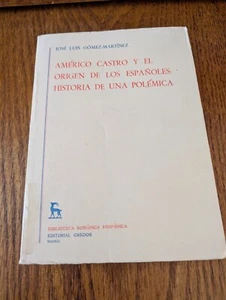 JOSÉ LUIS GÓMEZ-MARTÍNEZ
AMÉRICO CASTRO Y EL
ORIGEN DE LOS ESPAÑOLES:
HISTORIA DE UNA POLÉMICA
BIBLIOTECA ROMÁNICA HISPÁNICA
EDITORIAL GREDOS
MADRID